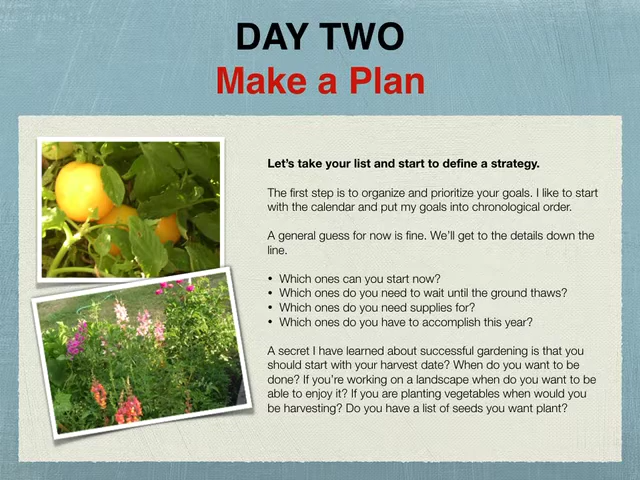 DAY TWO
Make a Plan
Let’s take your list and start to define a strategy.
The first step is to organize and prioritize your goals. I like to start
with the calendar and put my goals into chronological order.
A general guess for now is fine. We’ll get to the details down the
line.
• Which ones can you start now?
• Which ones do you need to wait until the ground thaws?
• Which ones do you need supplies for?
• Which ones do you have to accomplish this year?
A secret I have learned about successful gardening is that you
should start with your harvest date? When do you want to be
done? If you’re working on a landscape when do you want to be
able to enjoy it? If you are planting vegetables when would you
be harvesting? Do you have a list of seeds you want plant?